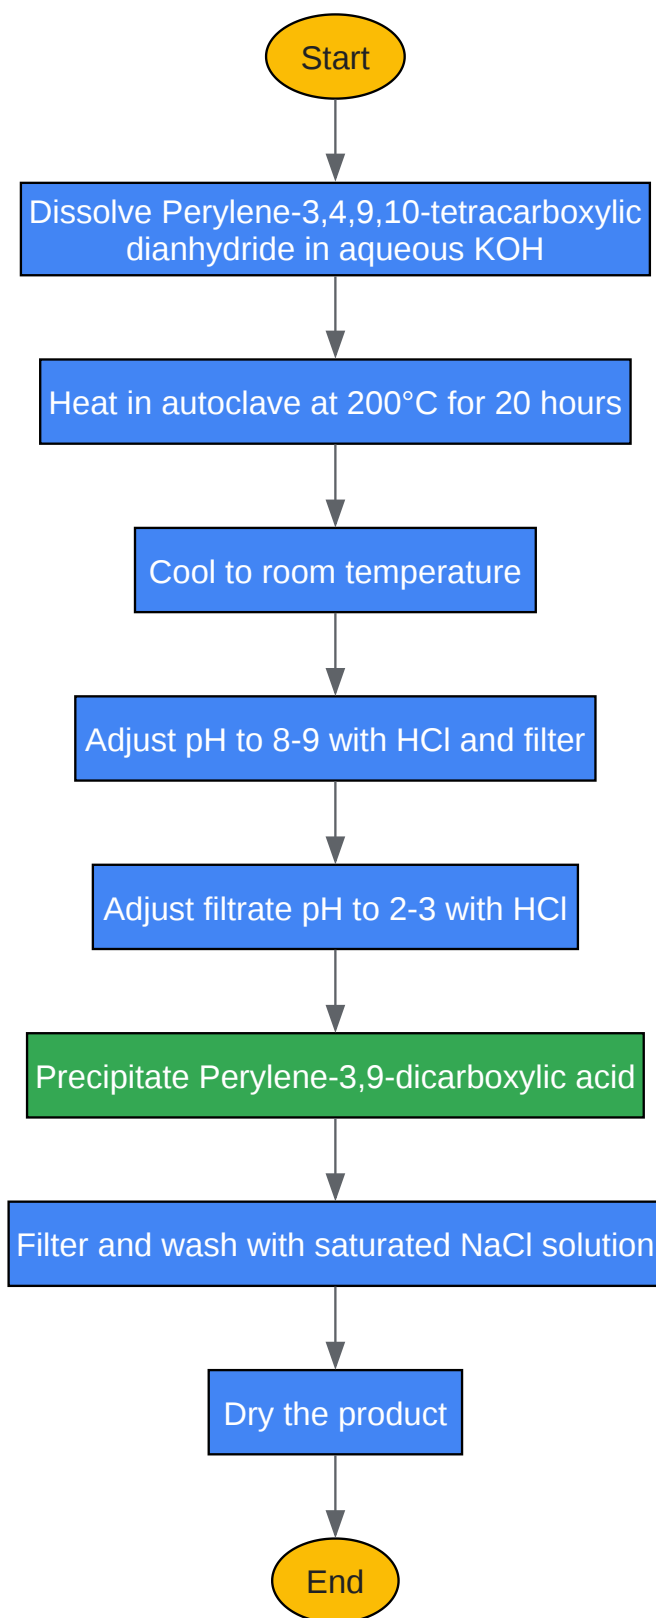 Start
Dissolve Perylene-3,4,9,10-tetracarboxylic
dianhydride in aqueous KOH
Heat in autoclave at 200°C for 20 hours
Cool to room temperature
Adjust pH to 8-9 with HCl and filter
Adjust filtrate pH to 2-3 with HCl
Precipitate Perylene-3,9-dicarboxylic acid
Filter and wash with saturated NaCl solution
Dry the product
End